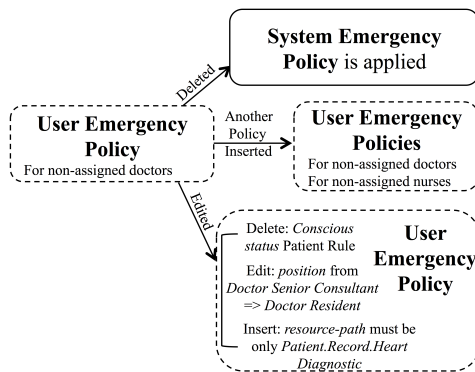 System Emergency
Policy is applied
Deleted
User Emergency
Policy
For non-assigned doctors
Another
Policy
Inserted
User Emergency
Policies
For non-assigned doctors
For non-assigned nurses
Edited
Delete: Conscious
status Patient Rule
Edit: position from
Doctor Senior Consultant
=> Doctor Resident
Insert: resource-path must be
only Patient.Record.Heart
Diagnostic
User
Emergency
Policy